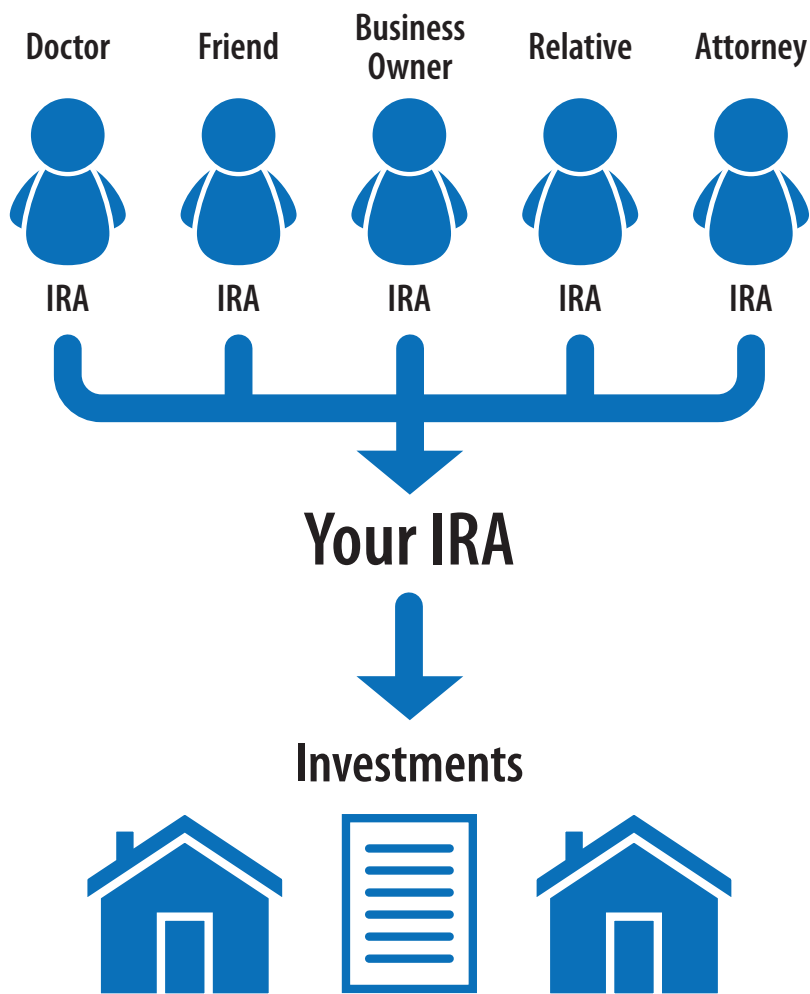 Doctor
Friend
Business
Owner
Relative
Attorney
IRA
IRA
IRA
IRA
IRA
Your IRA
Investments